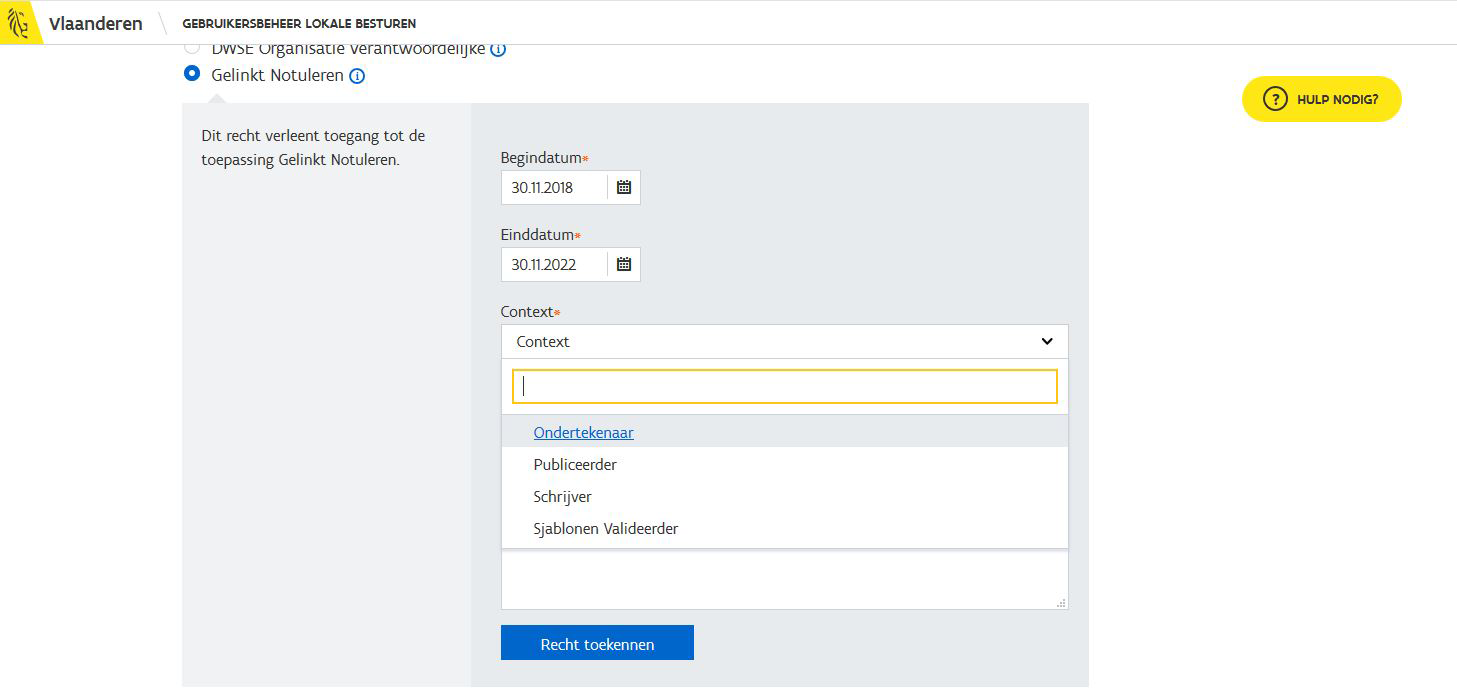 Vlaanderen
GEBRUIKERSBEHEER LOKALE BESTUREN
DWSE Organisatie Verantwoordelijke
Gelinkt Notuleren
HULP NODIG?
Dit recht verleent toegang tot de
toepassing Gelinkt Notuleren.
Begindatum*
30.11.2018
Einddatum*
30.11.2022
Context*
Context
Ondertekenaar
Publiceerder
Schrijver
Sjablonen Valideerder
Recht toekennen